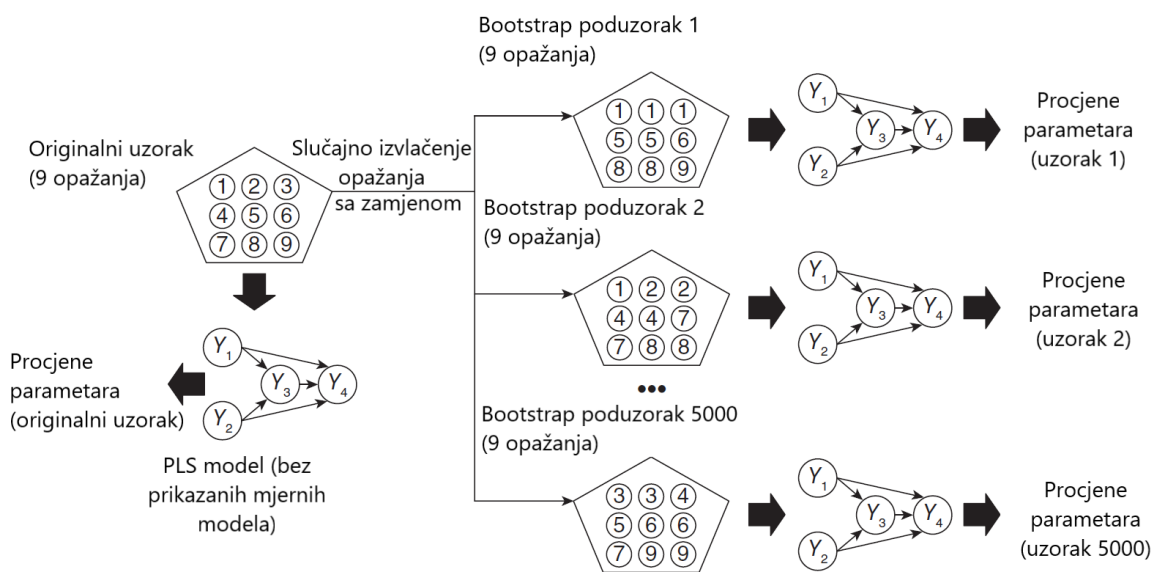 Originalni uzorak
(9 opažanja)
1 2 3
4 5 6
7 8 9
Slučajno izvlačenje
opažanja
sa zamjenom
Procjene
parametara
(originalni uzorak)
Y1
Y2
Y3
Y4
PLS model (bez
prikazanih mjernih
modela)
Bootstrap poduzorak 1
(9 opažanja)
1 1 1
5 5 6
8 8 9
Y1
Y2
Y3
Y4
Procjene
parametara
(uzorak 1)
Bootstrap poduzorak 2
(9 opažanja)
1 2 2
4 4 7
7 8 8
Y1
Y2
Y3
Y4
Procjene
parametara
(uzorak 2)
•••
Bootstrap poduzorak 5000
(9 opažanja)
3 3 4
5 6 6
7 9 9
Y1
Y2
Y3
Y4
Procjene
parametara
(uzorak 5000)